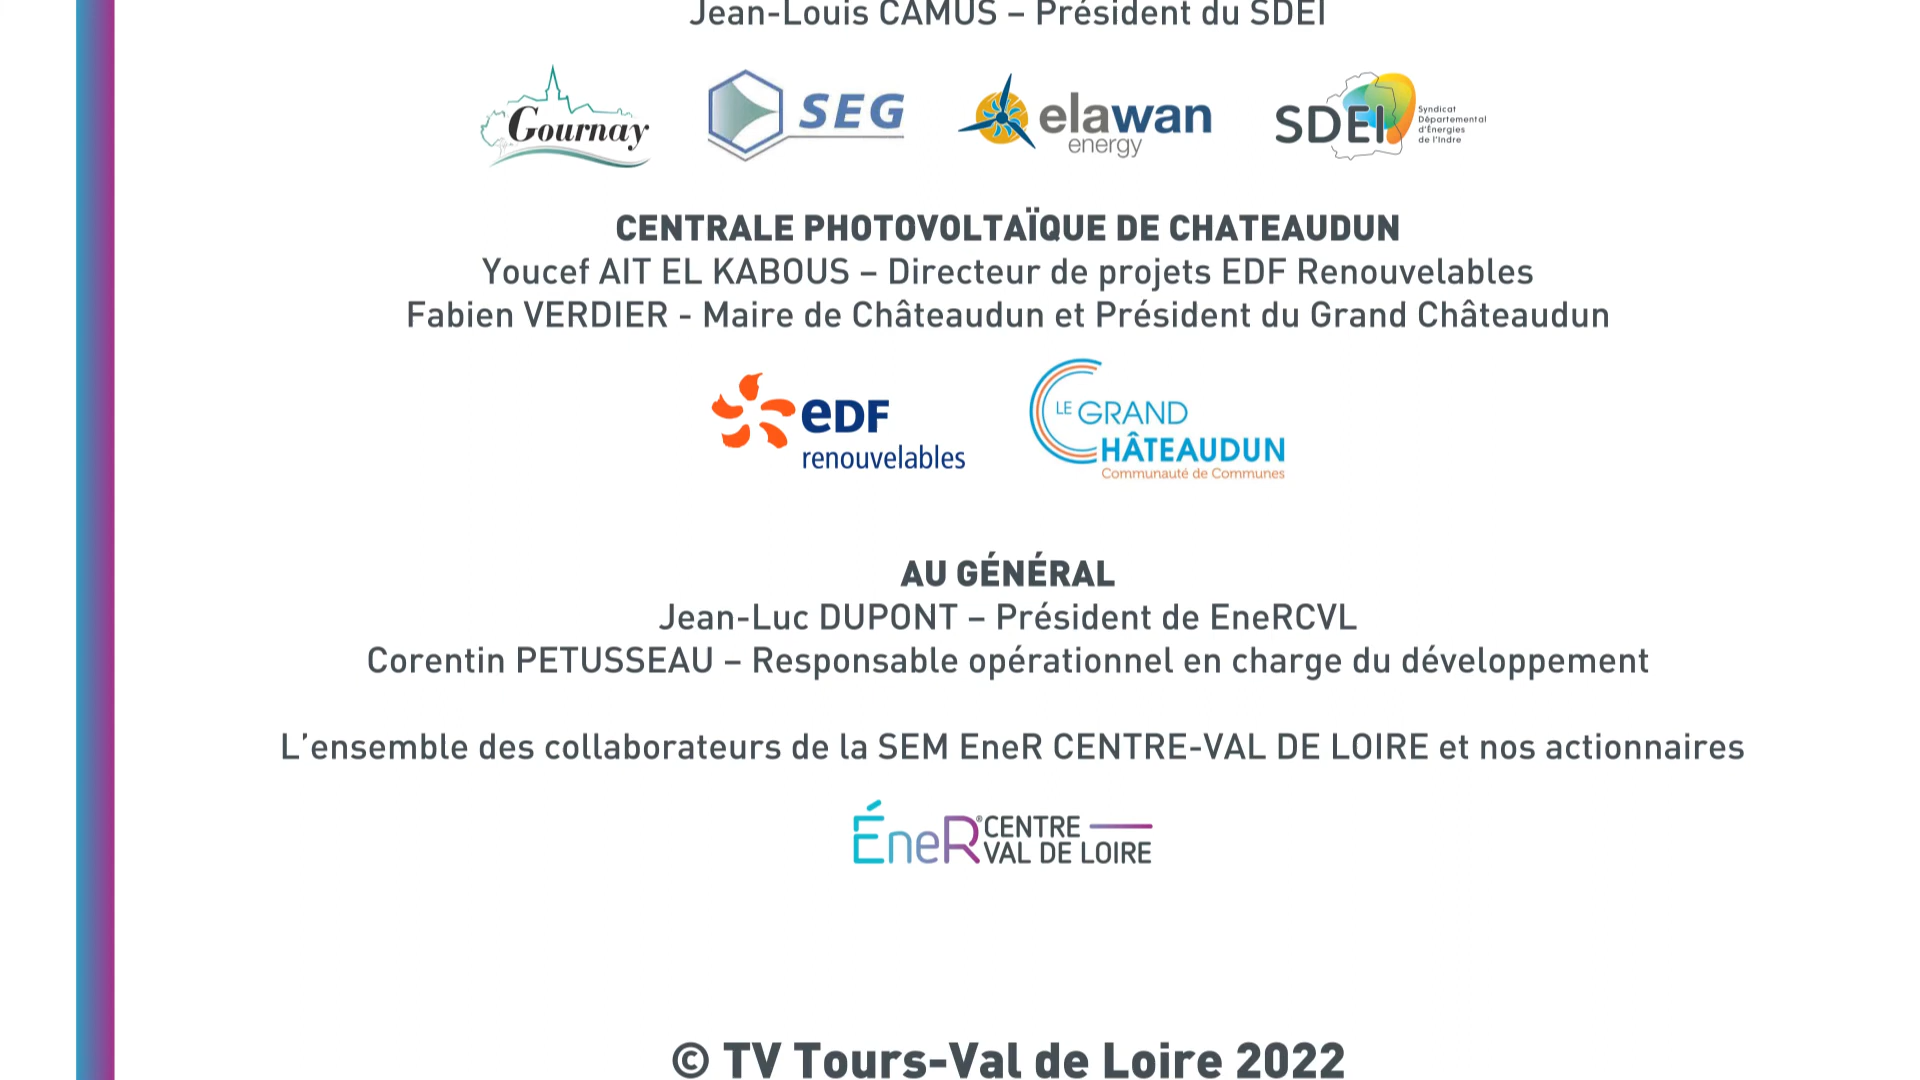 Jean-Louis CAMUS – Président du SDEI
Gournay
SEG
elawan
energy
SDEI
Syndicat
Départemental
d'Énergies
de l'Indre
CENTRALE PHOTOVOLTAÏQUE DE CHATEAUDUN
Youcef AIT EL KABOUS – Directeur de projets EDF Renouvelables
Fabien VERDIER - Maire de Châteaudun et Président du Grand Châteaudun
eDF
renouvelables
LE GRAND
CHÂTEAUDUN
Communauté de Communes
AU GÉNÉRAL
Jean-Luc DUPONT – Président de EneRCVL
Corentin PETUSSEAU – Responsable opérationnel en charge du développement
L’ensemble des collaborateurs de la SEM EneR CENTRE-VAL DE LOIRE et nos actionnaires
ÉneR® CENTRE
VAL DE LOIRE
© TV Tours-Val de Loire 2022